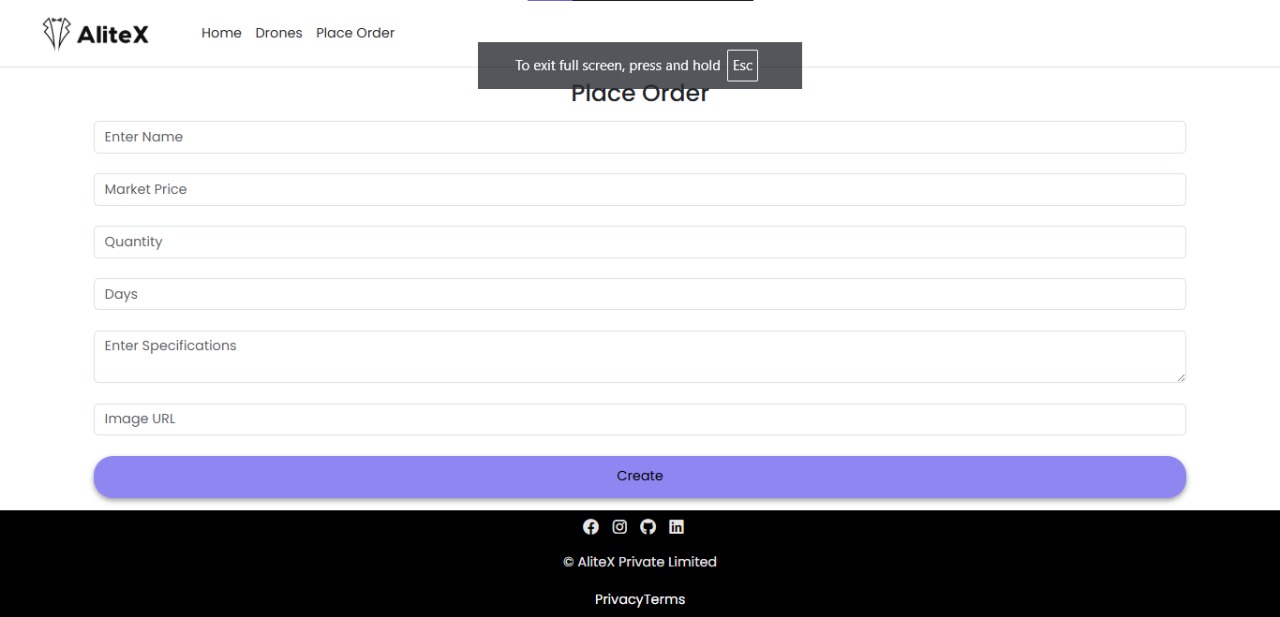 AliteX Home Drones Place Order
To exit full screen, press and hold Esc
Place Order
Enter Name
Market Price
Quantity
Days
Enter Specifications
Image URL
Create
© AliteX Private Limited
PrivacyTerms